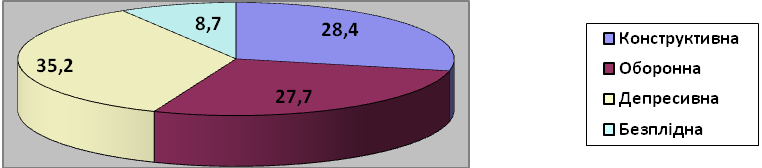 8,7
28,4
35,2
27,7
Конструктивна
Оборонна
Депресивна
Безплідна